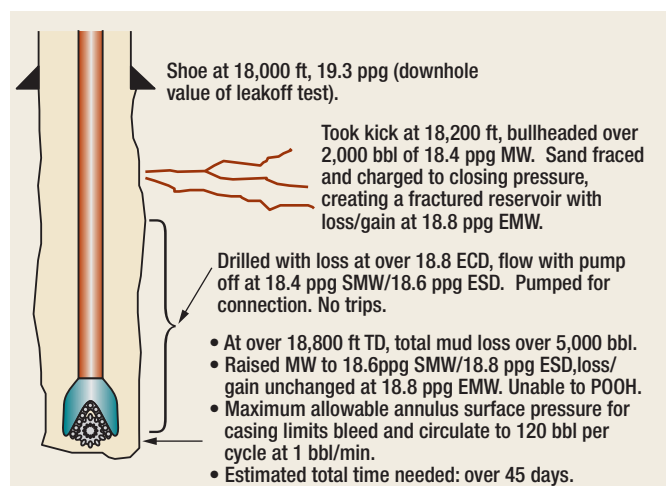 Shoe at 18,000 ft, 19.3 ppg (downhole
value of leakoff test).
Took kick at 18,200 ft, bullheaded over
2,000 bbl of 18.4 ppg MW. Sand fraced
and charged to closing pressure,
creating a fractured reservoir with
loss/gain at 18.8 ppg EMW.
Drilled with loss at over 18.8 ECD, flow with pump
off at 18.4 ppg SMW/18.6 ppg ESD. Pumped for
connection. No trips.
• At over 18,800 ft TD, total mud loss over 5,000 bbl.
• Raised MW to 18.6ppg SMW/18.8 ppg ESD,loss/
gain unchanged at 18.8 ppg EMW. Unable to POOH.
• Maximum allowable annulus surface pressure for
casing limits bleed and circulate to 120 bbl per
cycle at 1 bbl/min.
• Estimated total time needed: over 45 days.